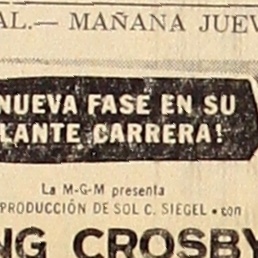 AL.— MAÑANA JUEV
NUEVA FASE EN SU
LANTE CARRERA!
La M-G-M presenta
PRODUCCIÓN DE SOL C. SIEGEL • con
NG CROSBY